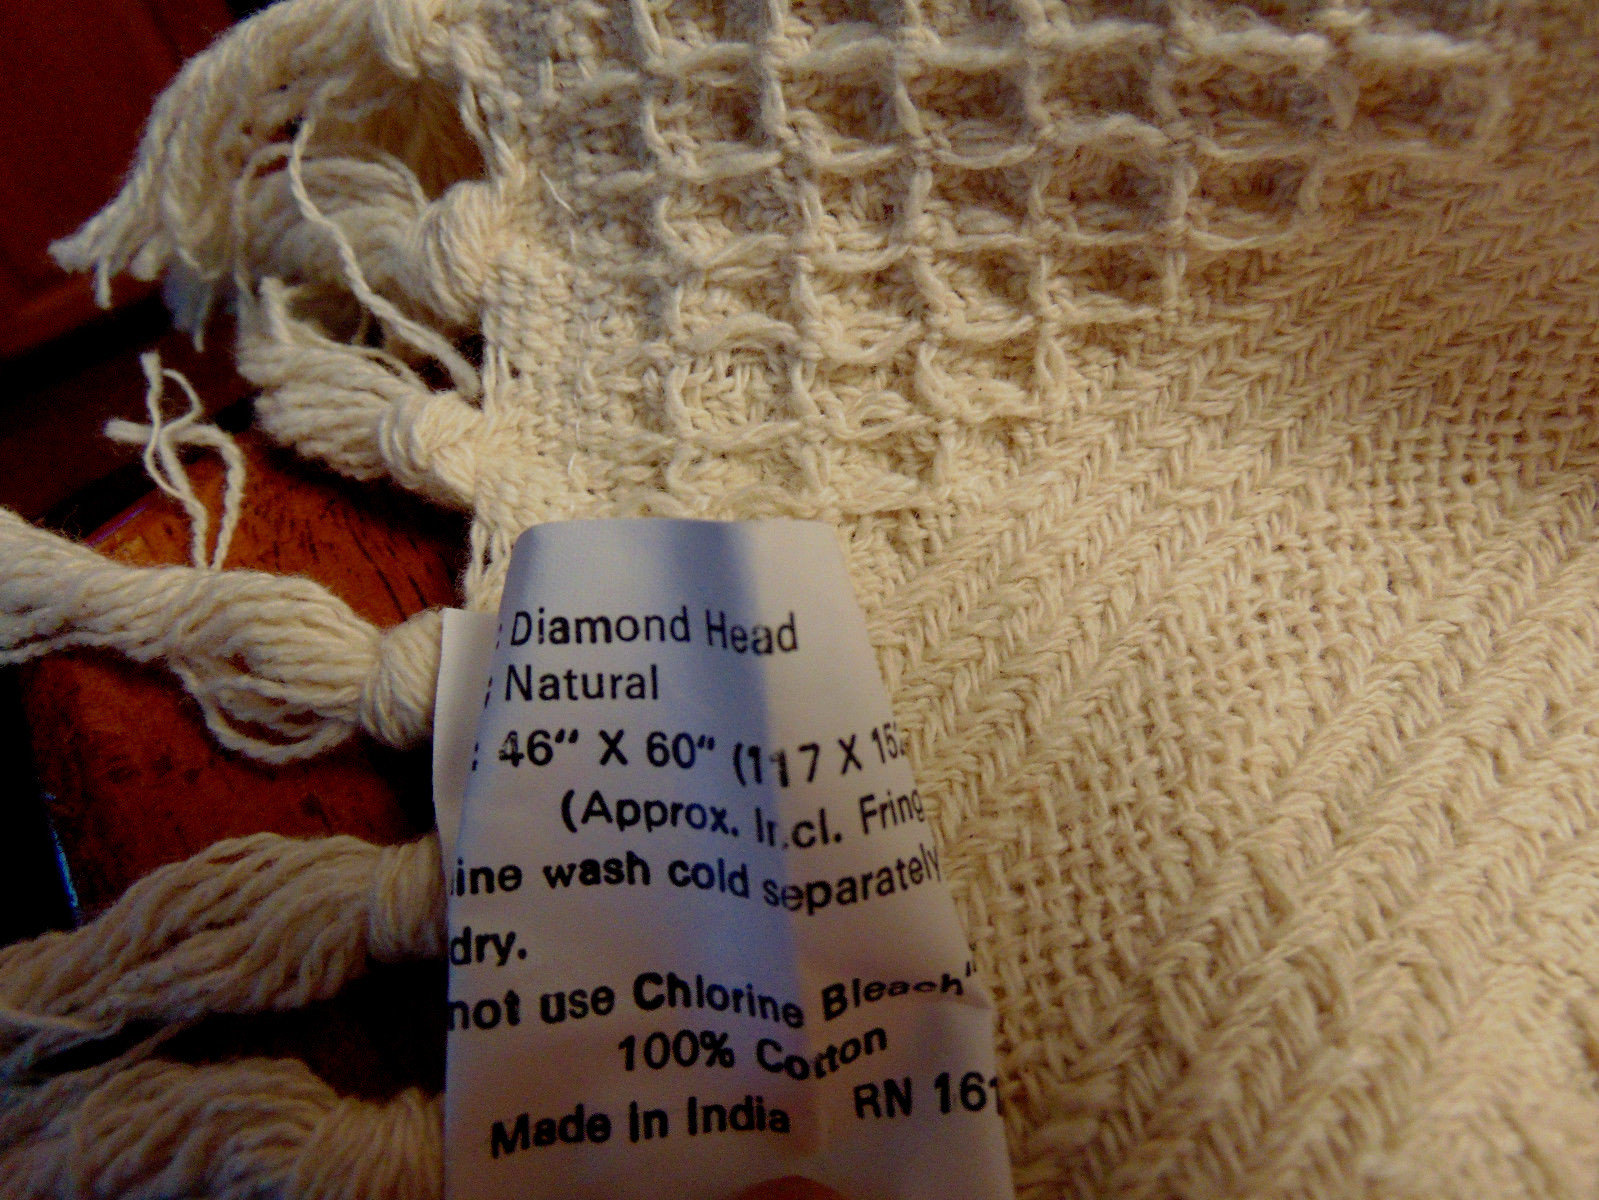 : Diamond Head
: Natural
: 46" X 60" (117 X 152
(Approx. Incl. Fring
ine wash cold separately
dry.
not use Chlorine Bleach"
100% Cotton
Made in India RN 161